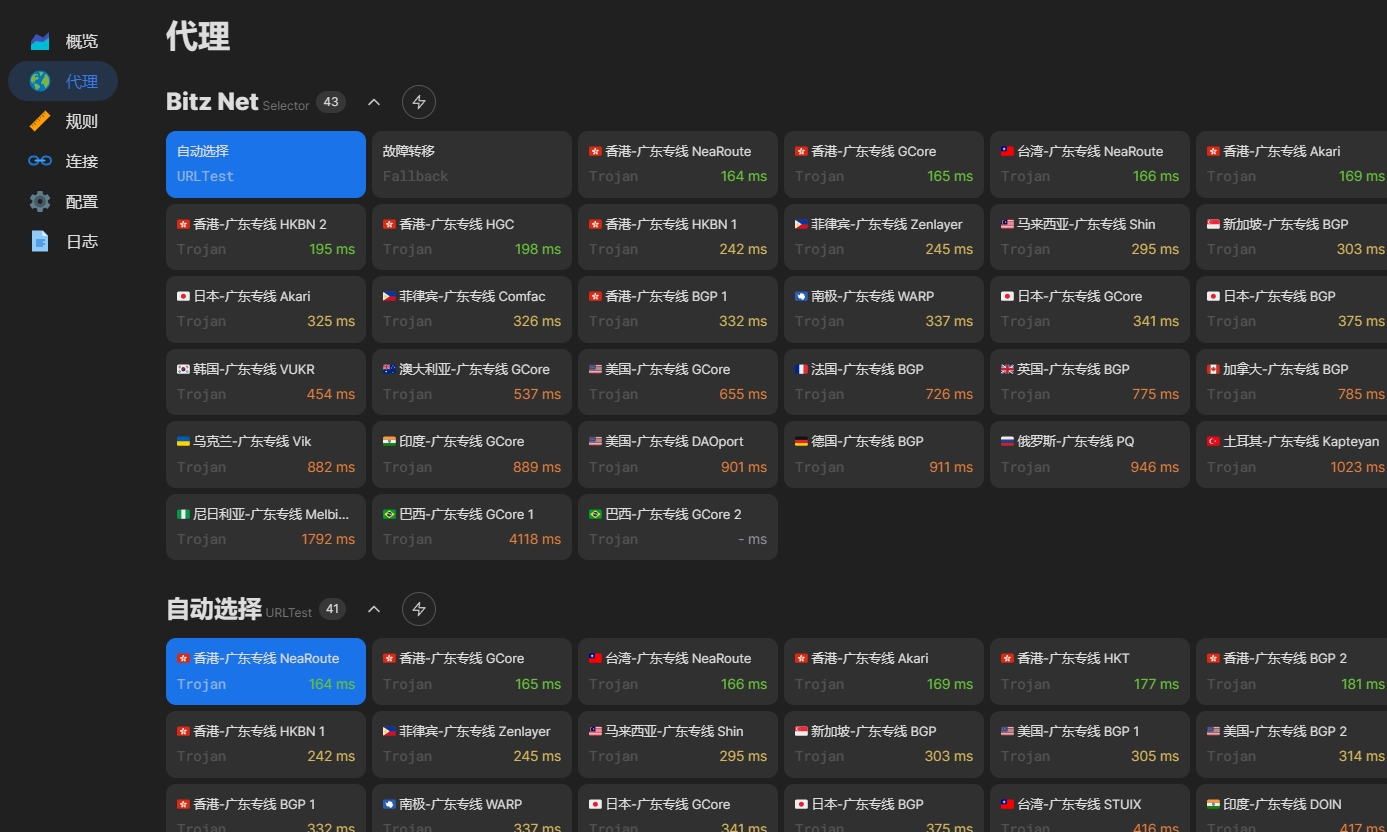 概览
代理
规则
连接
配置
日志
代理
Bitz Net Selector 43
自动选择 故障转移 香港-广东专线 NeaRoute 香港-广东专线 GCore 台湾-广东专线 NeaRoute 香港-广东专线 Akari
URLTest Fallback Trojan 164 ms Trojan 165 ms Trojan 166 ms Trojan 169 ms
香港-广东专线 HKBN 2 香港-广东专线 HGC 香港-广东专线 HKBN 1 菲律宾-广东专线 Zenlayer 马来西亚-广东专线 Shin 新加坡-广东专线 BGP
Trojan 195 ms Trojan 198 ms Trojan 242 ms Trojan 245 ms Trojan 295 ms Trojan 303 ms
日本-广东专线 Akari 菲律宾-广东专线 Comfac 香港-广东专线 BGP 1 南极-广东专线 WARP 日本-广东专线 GCore 日本-广东专线 BGP
Trojan 325 ms Trojan 326 ms Trojan 332 ms Trojan 337 ms Trojan 341 ms Trojan 375 ms
韩国-广东专线 VUKR 澳大利亚-广东专线 GCore 美国-广东专线 GCore 法国-广东专线 BGP 英国-广东专线 BGP 加拿大-广东专线 BGP
Trojan 454 ms Trojan 537 ms Trojan 655 ms Trojan 726 ms Trojan 775 ms Trojan 785 ms
乌克兰-广东专线 Vik 印度-广东专线 GCore 美国-广东专线 DAOport 德国-广东专线 BGP 俄罗斯-广东专线 PQ 土耳其-广东专线 Kapteyan
Trojan 882 ms Trojan 889 ms Trojan 901 ms Trojan 911 ms Trojan 946 ms Trojan 1023 ms
尼日利亚-广东专线 Melbi... 巴西-广东专线 GCore 1 巴西-广东专线 GCore 2
Trojan 1792 ms Trojan 4118 ms Trojan - ms
自动选择 URLTest 41
香港-广东专线 NeaRoute 香港-广东专线 GCore 台湾-广东专线 NeaRoute 香港-广东专线 Akari 香港-广东专线 HKT 香港-广东专线 BGP 2
Trojan 164 ms Trojan 165 ms Trojan 166 ms Trojan 169 ms Trojan 177 ms Trojan 181 ms
香港-广东专线 HKBN 1 菲律宾-广东专线 Zenlayer 马来西亚-广东专线 Shin 新加坡-广东专线 BGP 美国-广东专线 BGP 1 美国-广东专线 BGP 2
Trojan 242 ms Trojan 245 ms Trojan 295 ms Trojan 303 ms Trojan 305 ms Trojan 314 ms
香港-广东专线 BGP 1 南极-广东专线 WARP 日本-广东专线 GCore 日本-广东专线 BGP 台湾-广东专线 STUIX 印度-广东专线 DOIN
Trojan 332 ms Trojan 337 ms Trojan 341 ms Trojan 375 ms Trojan 416 ms Trojan 417 ms